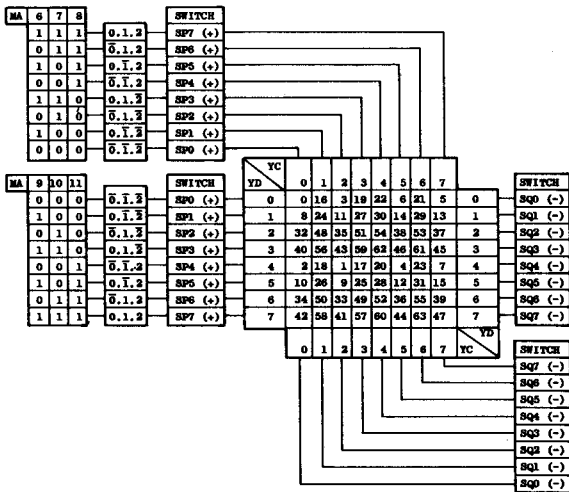 MA 6 7 8 SWITCH
1 1 1 0.1.2 SP7 (+)
0 1 1 0̅.1.2 SP6 (+)
1 0 1 0.1̅.2 SP5 (+)
0 0 1 0̅.1̅.2 SP4 (+)
1 1 0 0.1.2̅ SP3 (+)
0 1 0 0̅.1.2̅ SP2 (+)
1 0 0 0.1̅.2̅ SP1 (+)
0 0 0 0̅.1̅.2̅ SP0 (+)
YC
YD
0 1 2 3 4 5 6 7
MA 9 10 11 SWITCH SWITCH
0 0 0 0̅.1̅.2̅ SP0 (+) 0 0 16 3 19 22 6 21 5 0 SQ0 (-)
1 0 0 0.1̅.2̅ SP1 (+) 1 8 24 11 27 30 14 29 13 1 SQ1 (-)
0 1 0 0̅.1.2̅ SP2 (+) 2 32 48 35 51 54 38 53 37 2 SQ2 (-)
1 1 0 0.1.2̅ SP3 (+) 3 40 56 43 59 62 46 61 45 3 SQ3 (-)
0 0 1 0̅.1̅.2 SP4 (+) 4 2 18 1 17 20 4 23 7 4 SQ4 (-)
1 0 1 0.1̅.2 SP5 (+) 5 10 26 9 25 28 12 31 15 5 SQ5 (-)
0 1 1 0̅.1.2 SP6 (+) 6 34 50 33 49 52 36 55 39 6 SQ6 (-)
1 1 1 0.1.2 SP7 (+) 7 42 58 41 57 60 44 63 47 7 SQ7 (-)
0 1 2 3 4 5 6 7
YD
YC
SWITCH
SQ7 (-)
SQ6 (-)
SQ5 (-)
SQ4 (-)
SQ3 (-)
SQ2 (-)
SQ1 (-)
SQ0 (-)